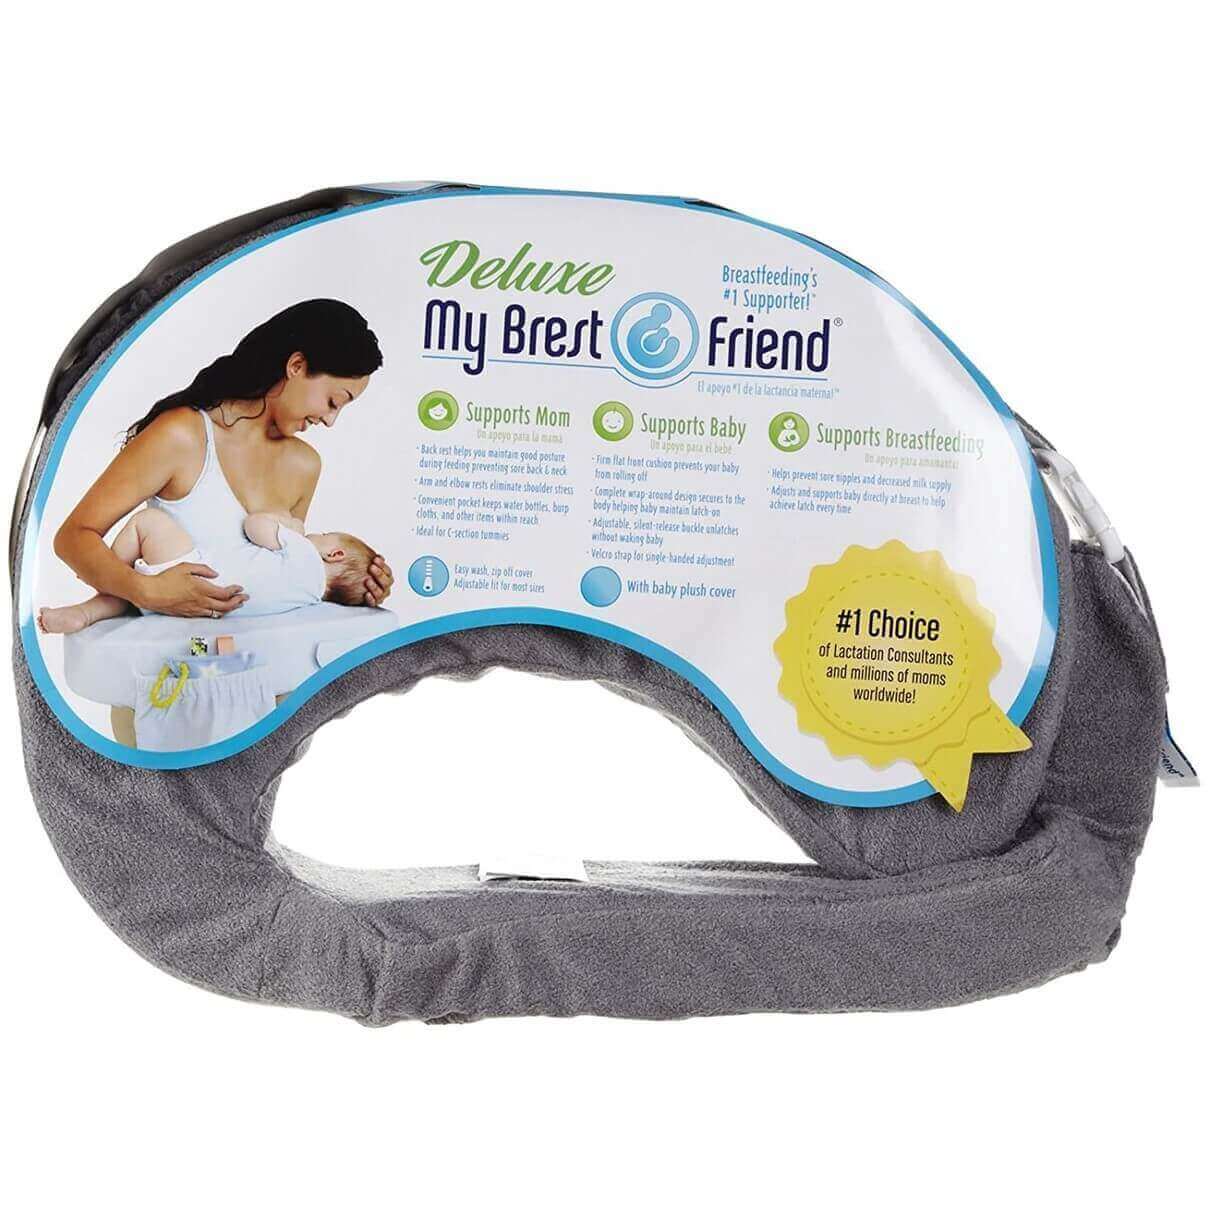 Deluxe
My Brest & Friend®
Breastfeeding's
#1 Supporter!™
El apoyo #1 de la lactancia materna!™
Supports Mom
Un apoyo para la mama
· Back rest helps you maintain good posture
during feeding preventing sore back & neck
· Arm and elbow rests eliminate shoulder stress
· Convenient pocket keeps water bottles, burp
cloths, and other items within reach
· Ideal for C-section tummies
Easy wash, zip off cover
Adjustable fit for most sizes
Supports Baby
Un apoyo para el bebé
· Firm flat front cushion prevents your baby
from rolling off
· Complete wrap-around design secures to the
body helping baby maintain latch-on
· Adjustable, silent-release buckle unlatches
without waking baby
· Velcro strap for single-handed adjustment
With baby plush cover
Supports Breastfeeding
Un apoyo para amamantar
· Helps prevent sore nipples and decreased milk supply
· Adjusts and supports baby directly at breast to help
achieve latch every time
#1 Choice
of Lactation Consultants
and millions of moms
worldwide!
riend™